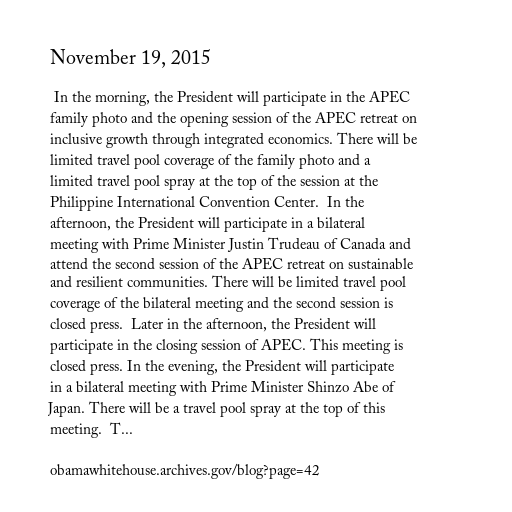 November 19, 2015
In the morning, the President will participate in the APEC
family photo and the opening session of the APEC retreat on
inclusive growth through integrated economics. There will be
limited travel pool coverage of the family photo and a
limited travel pool spray at the top of the session at the
Philippine International Convention Center.  In the
afternoon, the President will participate in a bilateral
meeting with Prime Minister Justin Trudeau of Canada and
attend the second session of the APEC retreat on sustainable
and resilient communities. There will be limited travel pool
coverage of the bilateral meeting and the second session is
closed press.  Later in the afternoon, the President will
participate in the closing session of APEC. This meeting is
closed press. In the evening, the President will participate
in a bilateral meeting with Prime Minister Shinzo Abe of
Japan. There will be a travel pool spray at the top of this
meeting.  T...
obamawhitehouse.archives.gov/blog?page=42